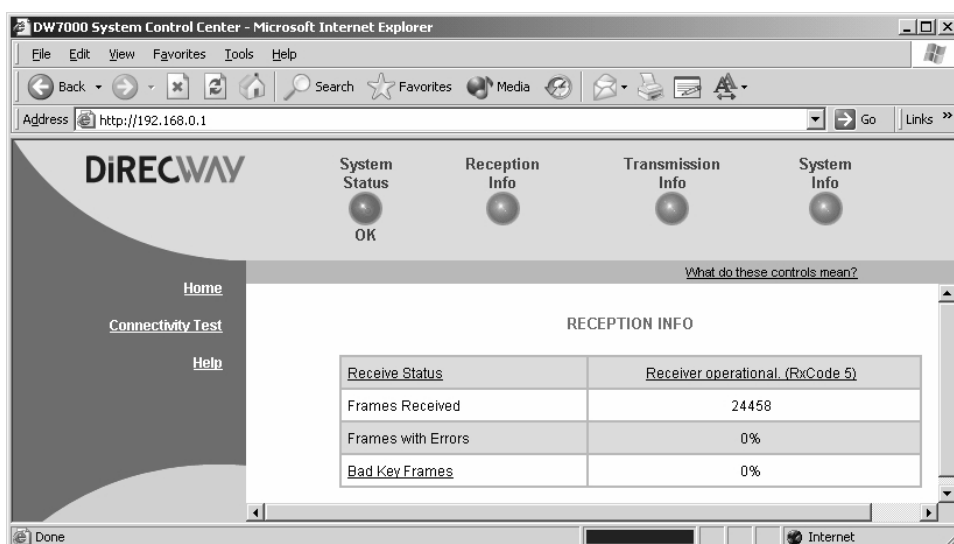 DW7000 System Control Center - Microsoft Internet Explorer
File Edit View Favorites Tools Help
Back Search Favorites Media
Address http://192.168.0.1 Go Links »
DIRECWAY
System Status
OK
Reception Info
Transmission Info
System Info
What do these controls mean?
Home
Connectivity Test
Help
RECEPTION INFO
Receive Status Receiver operational. (RxCode 5)
Frames Received 24458
Frames with Errors 0%
Bad Key Frames 0%
Done Internet